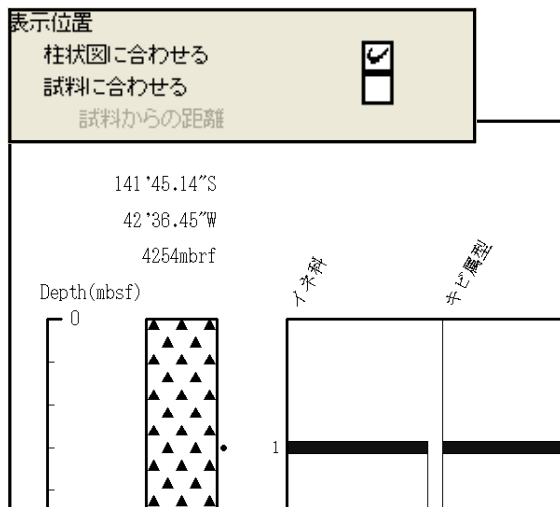 表示位置
柱状図に合わせる
試料に合わせる
試料からの距離
141°45.14″S
42°36.45″W
4254mbrf
Depth(mbsf)
イネ科
キビ属型
0
1